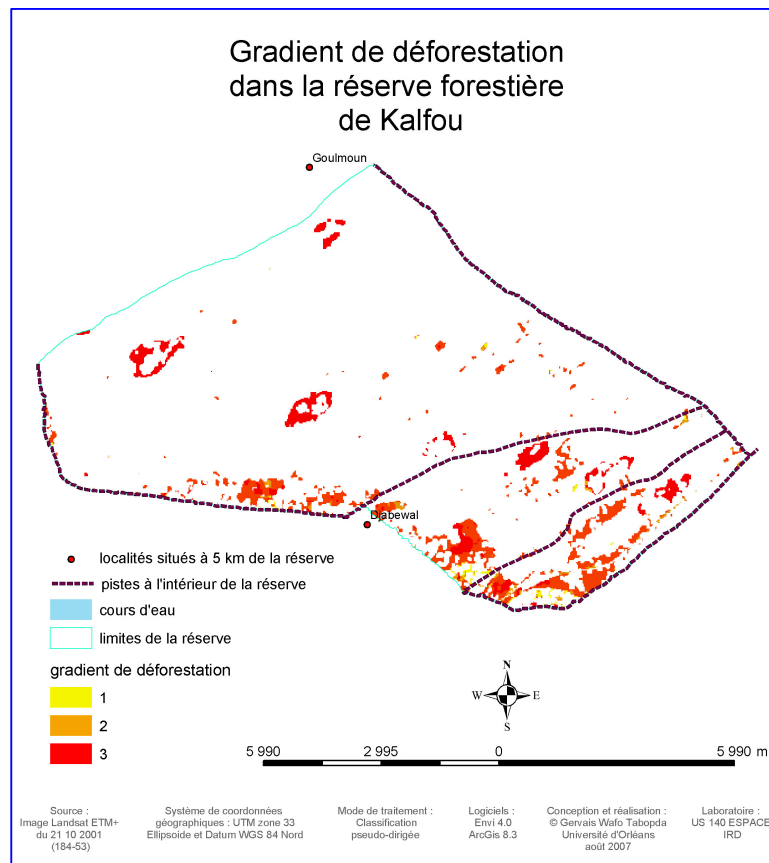 Gradient de déforestation
dans la réserve forestière
de Kalfou
Goulmoun
Djabewal
localités situés à 5 km de la réserve
pistes à l'intérieur de la réserve
cours d'eau
limites de la réserve
gradient de déforestation
1
2
3
N
W E
S
5 990 2 995 0 5 990 m
Source :
Image Landsat ETM+
du 21 10 2001
(184-53)
Système de coordonnées
géographiques : UTM zone 33
Ellipsoide et Datum WGS 84 Nord
Mode de traitement :
Classification
pseudo-dirigée
Logiciels :
Envi 4.0
ArcGis 8.3
Conception et réalisation :
© Gervais Wafo Tabopda
Université d'Orléans
août 2007
Laboratoire :
US 140 ESPACE
IRD